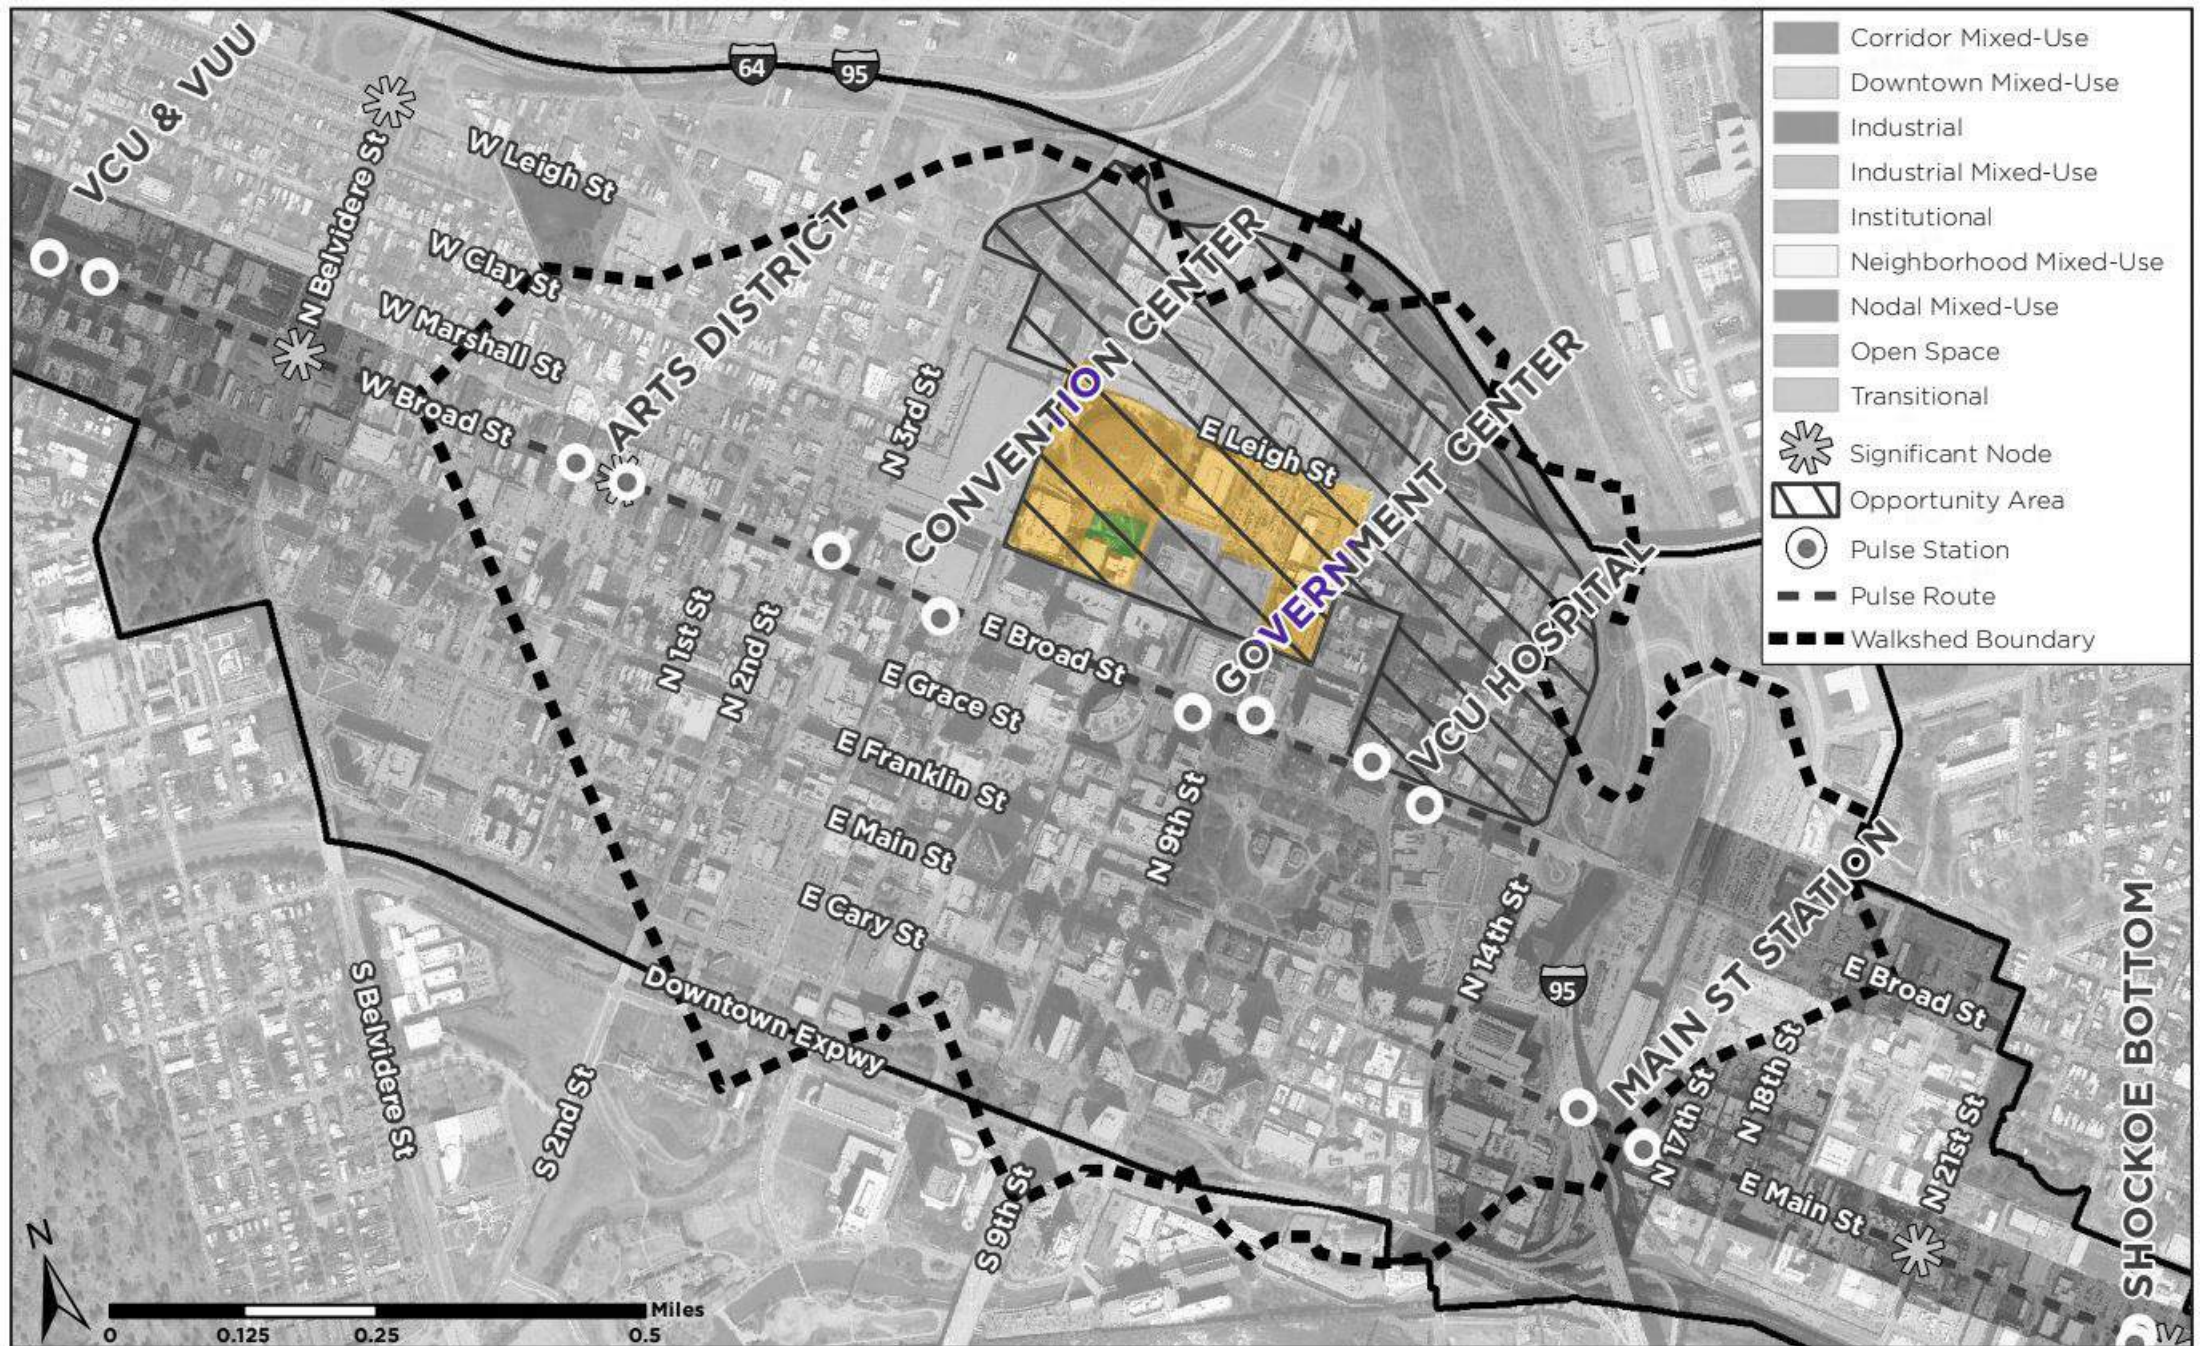 64
95
VCU & VUU
N Belvidere St
W Leigh St
W Clay St
W Marshall St
W Broad St
ARTS DISTRICT
N 3rd St
CONVENTION CENTER
E Leigh St
GOVERNMENT CENTER
VCU HOSPITAL
N 1st St
N 2nd St
E Broad St
E Grace St
E Franklin St
E Main St
E Cary St
N 9th St
N 14th St
95
MAIN ST STATION
E Broad St
N 17th St
N 18th St
N 21st St
E Main St
SHOCKOE BOTTOM
Downtown Expwy
S Belvidere St
S 2nd St
S 9th St
Corridor Mixed-Use
Downtown Mixed-Use
Industrial
Industrial Mixed-Use
Institutional
Neighborhood Mixed-Use
Nodal Mixed-Use
Open Space
Transitional
Significant Node
Opportunity Area
Pulse Station
Pulse Route
Walkshed Boundary
N
Miles
0 0.125 0.25 0.5